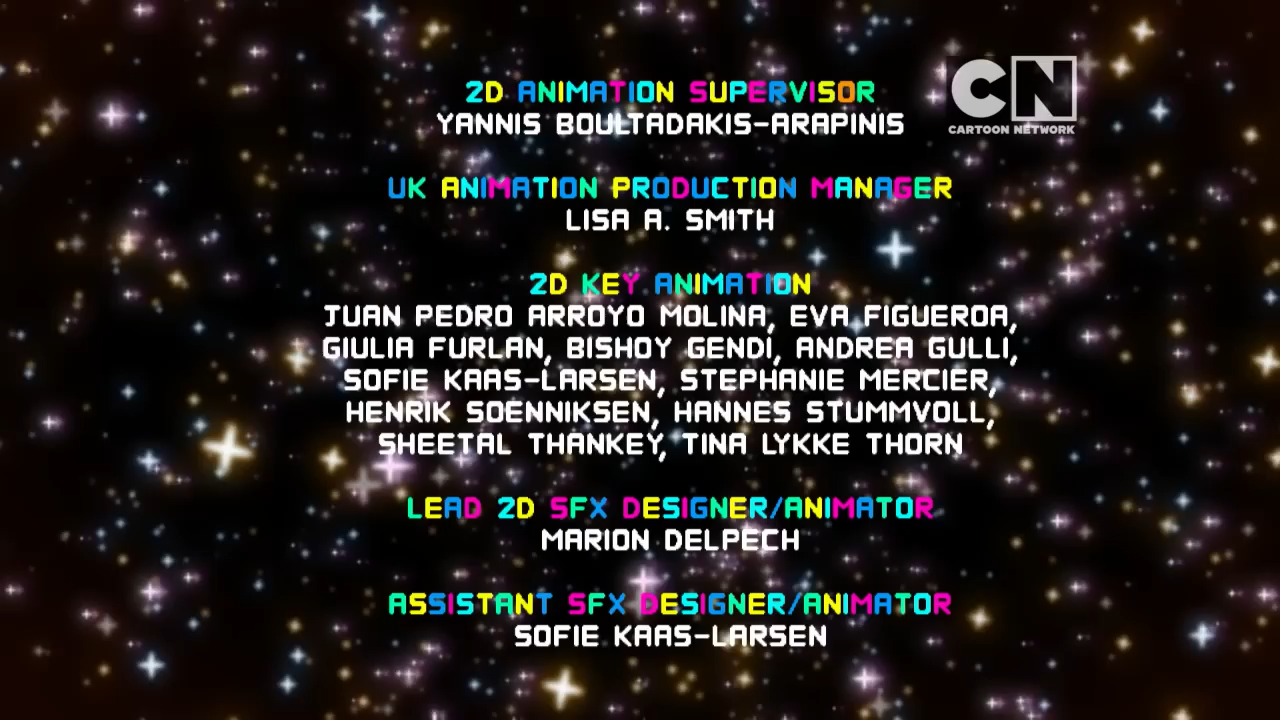 CN
CARTOON NETWORK
2D ANIMATION SUPERVISOR
YANNIS BOULTADAKIS-ARAPINIS
UK ANIMATION PRODUCTION MANAGER
LISA A. SMITH
2D KEY ANIMATION
JUAN PEDRO ARROYO MOLINA, EVA FIGUEROA,
GIULIA FURLAN, BISHOY GENDI, ANDREA GULLI,
SOFIE KAAS-LARSEN, STEPHANIE MERCIER,
HENRIK SOENNIKSEN, HANNES STUMMVOLL,
SHEETAL THANKEY, TINA LYKKE THORN
LEAD 2D SFX DESIGNER/ANIMATOR
MARION DELPECH
ASSISTANT SFX DESIGNER/ANIMATOR
SOFIE KAAS-LARSEN